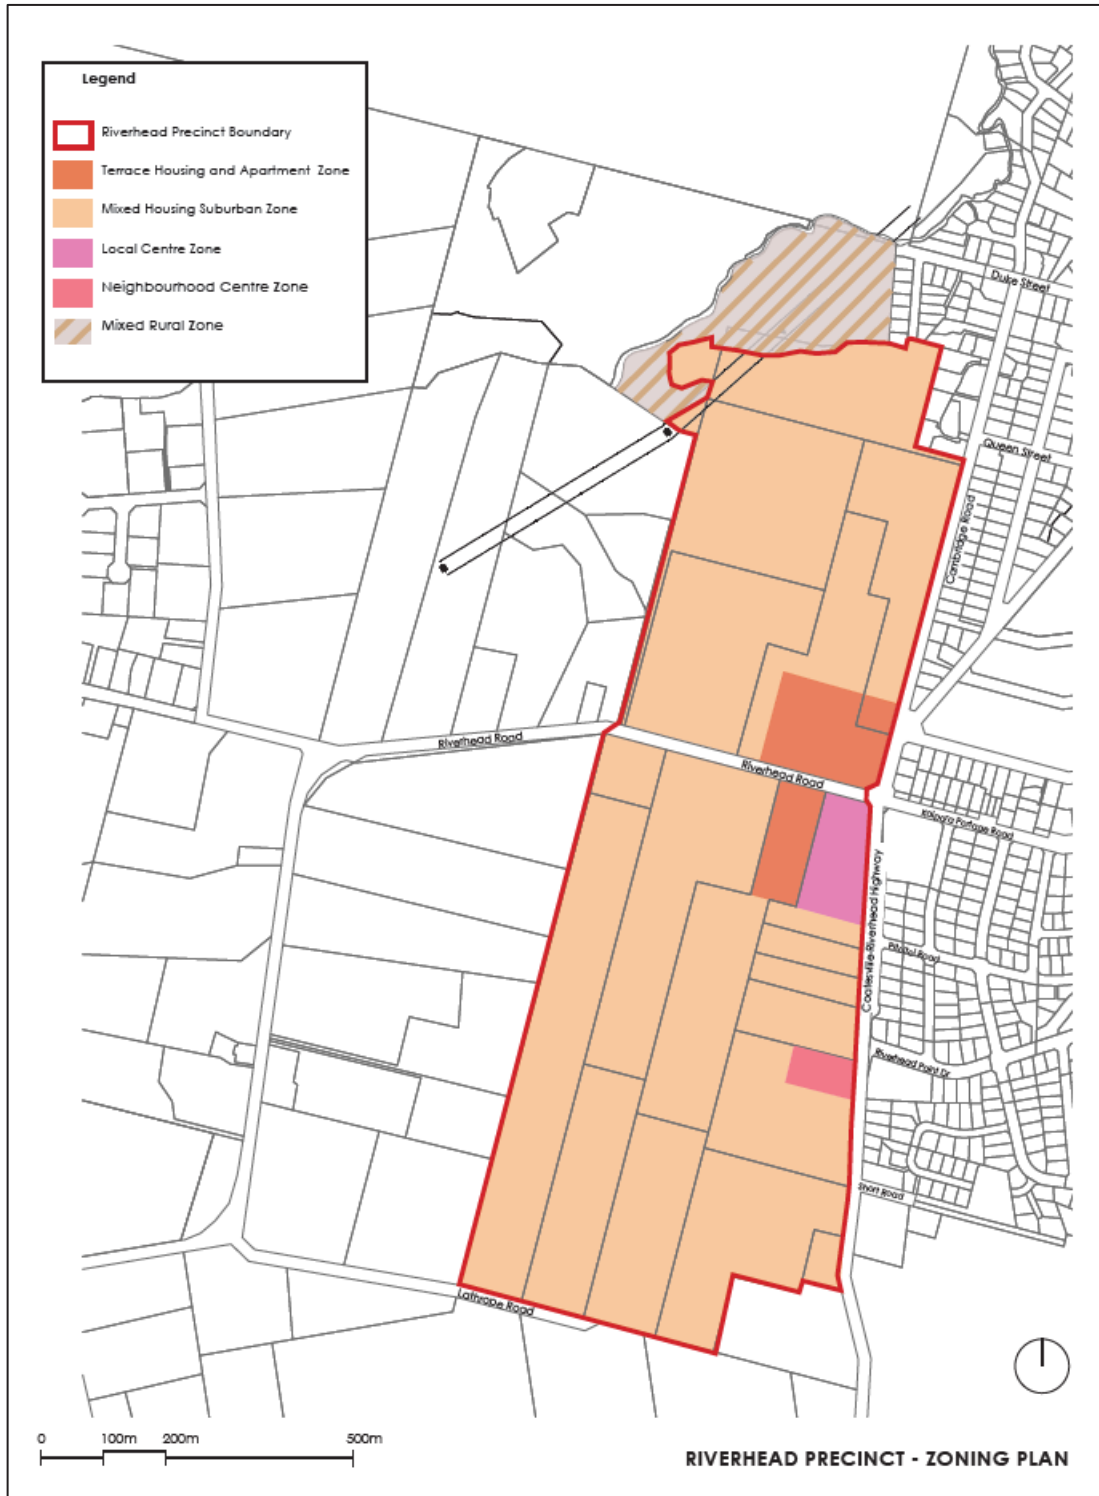 Legend
Riverhead Precinct Boundary
Terrace Housing and Apartment Zone
Mixed Housing Suburban Zone
Local Centre Zone
Neighbourhood Centre Zone
Mixed Rural Zone
Duke Street
Queen Street
Cambridge Road
Riverhead Road
Riverhead Road
Kaipara Portage Road
Coatesville-Riverhead Highway
Pitoitoi Road
Riverhead Point Dr
Short Road
Lathrope Road
0 100m 200m 500m
RIVERHEAD PRECINCT - ZONING PLAN